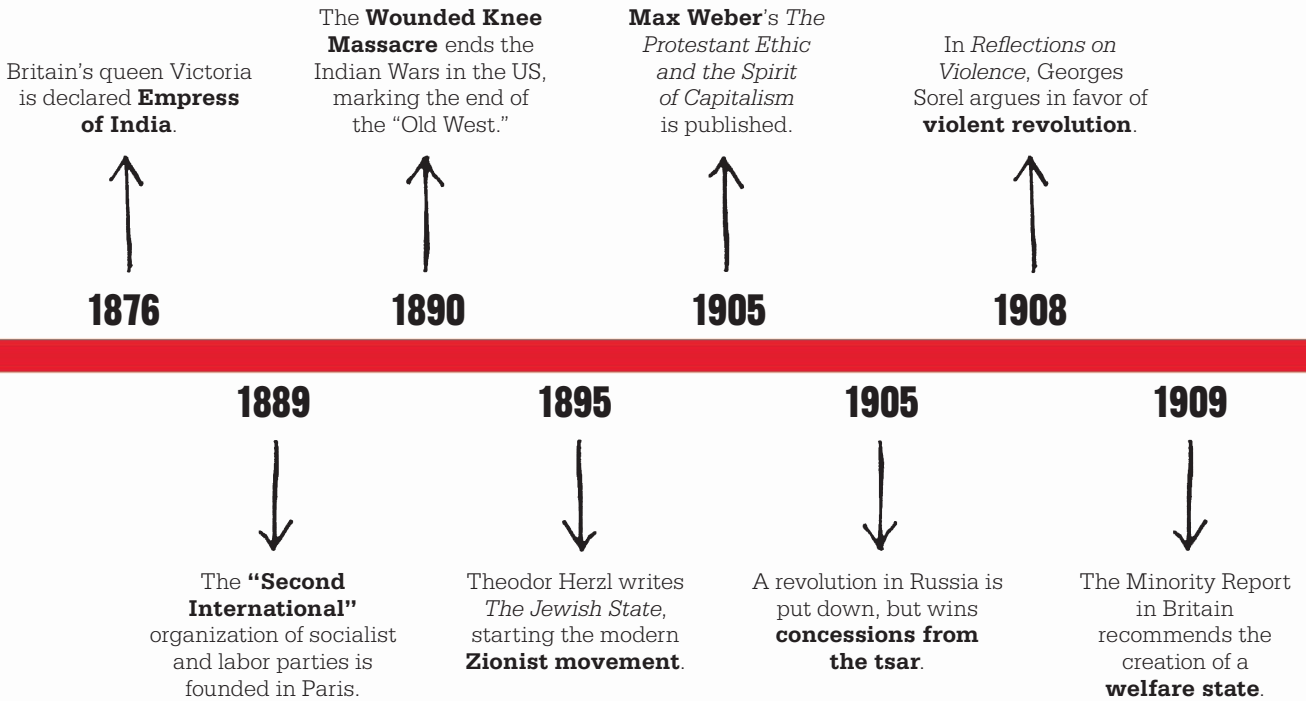 Britain’s queen Victoria
is declared Empress
of India.
1876
The Wounded Knee
Massacre ends the
Indian Wars in the US,
marking the end of
the “Old West.”
1890
Max Weber’s The
Protestant Ethic
and the Spirit
of Capitalism
is published.
1905
In Reflections on
Violence, Georges
Sorel argues in favor of
violent revolution.
1908
1889
The “Second
International”
organization of socialist
and labor parties is
founded in Paris.
1895
Theodor Herzl writes
The Jewish State,
starting the modern
Zionist movement.
1905
A revolution in Russia is
put down, but wins
concessions from
the tsar.
1909
The Minority Report
in Britain
recommends the
creation of a
welfare state.